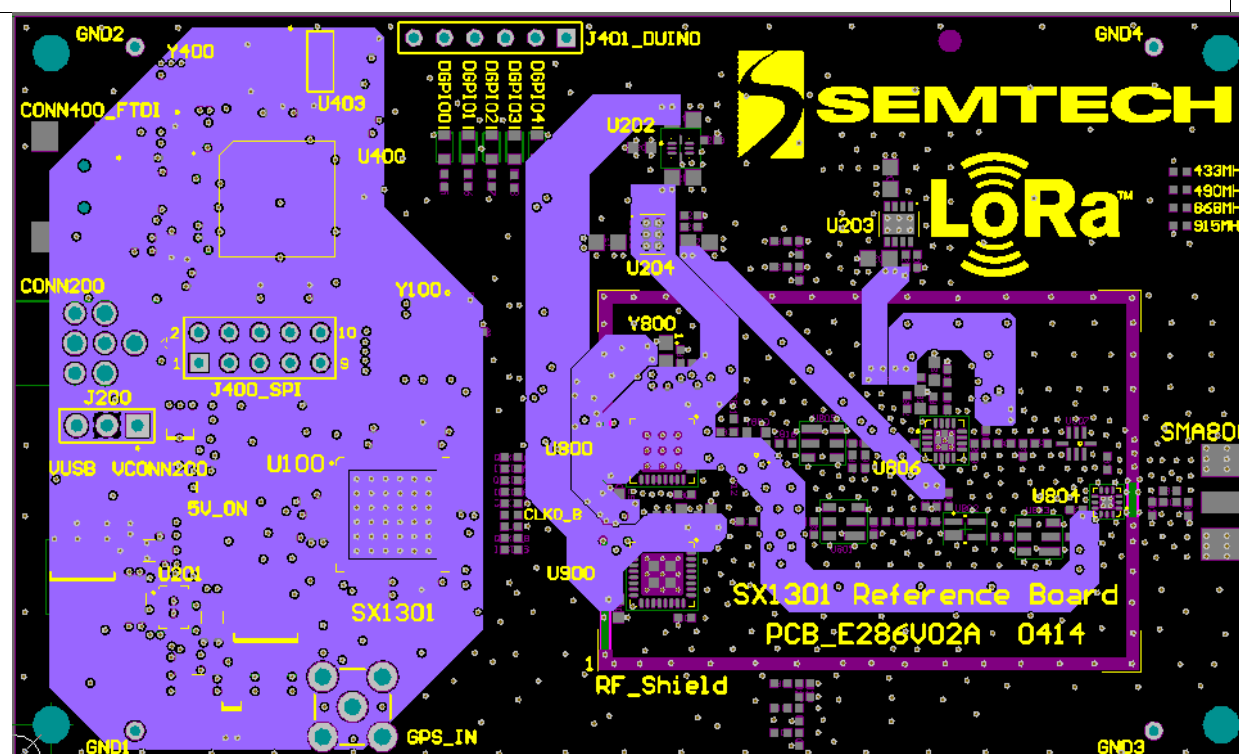 GND2
Y400
J401_DUINO
GND4
CONN400_FTDI
U403
DGPIO0
DGPIO1
DGPIO2
DGPIO3
DGPIO4
SEMTECH
U202
U400
LoRa™
433MH
490MH
868MH
915MH
U203
U204
CONN200
Y100
Y800
1
2
10
1
9
J400_SPI
J200
VUSB
VCONN200
U100
U800
U806
SMA80
U804
5V_ON
CLKO_B
U201
U900
SX1301
SX1301 Reference Board
PCB_E286V02A 0414
1
RF_Shield
GPS_IN
GND1
GND3